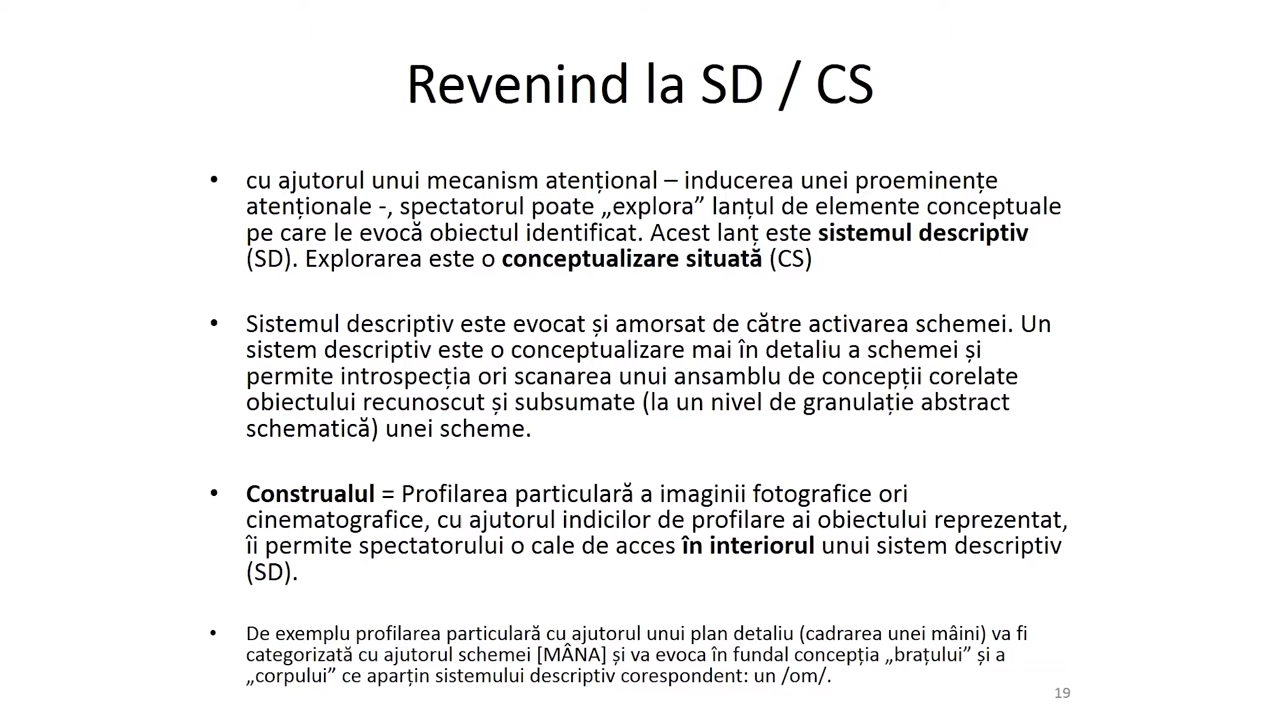 Revenind la SD / CS
• cu ajutorul unui mecanism atențional – inducerea unei proeminențe
atenționale -, spectatorul poate „explora” lanțul de elemente conceptuale
pe care le evocă obiectul identificat. Acest lanț este sistemul descriptiv
(SD). Explorarea este o conceptualizare situată (CS)
• Sistemul descriptiv este evocat și amorsat de către activarea schemei. Un
sistem descriptiv este o conceptualizare mai în detaliu a schemei și
permite introspecția ori scanarea unui ansamblu de concepții corelate
obiectului recunoscut și subsumate (la un nivel de granulație abstract
schematică) unei scheme.
• Construalul = Profilarea particulară a imaginii fotografice ori
cinematografice, cu ajutorul indicilor de profilare ai obiectului reprezentat,
îi permite spectatorului o cale de acces în interiorul unui sistem descriptiv
(SD).
• De exemplu profilarea particulară cu ajutorul unui plan detaliu (cadrarea unei mâini) va fi
categorizată cu ajutorul schemei [MÂNA] și va evoca în fundal concepția „brațului” și a
„corpului” ce aparțin sistemului descriptiv corespondent: un /om/.
19